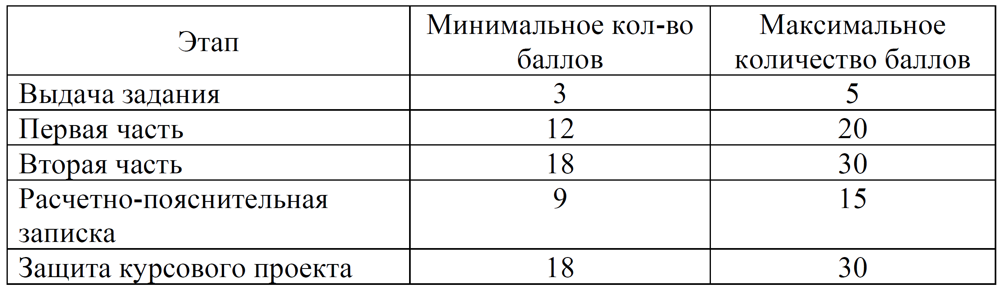 Этап Минимальное кол-во баллов Максимальное количество баллов
Выдача задания 3 5
Первая часть 12 20
Вторая часть 18 30
Расчетно-пояснительная 9 15
записка
Защита курсового проекта 18 30